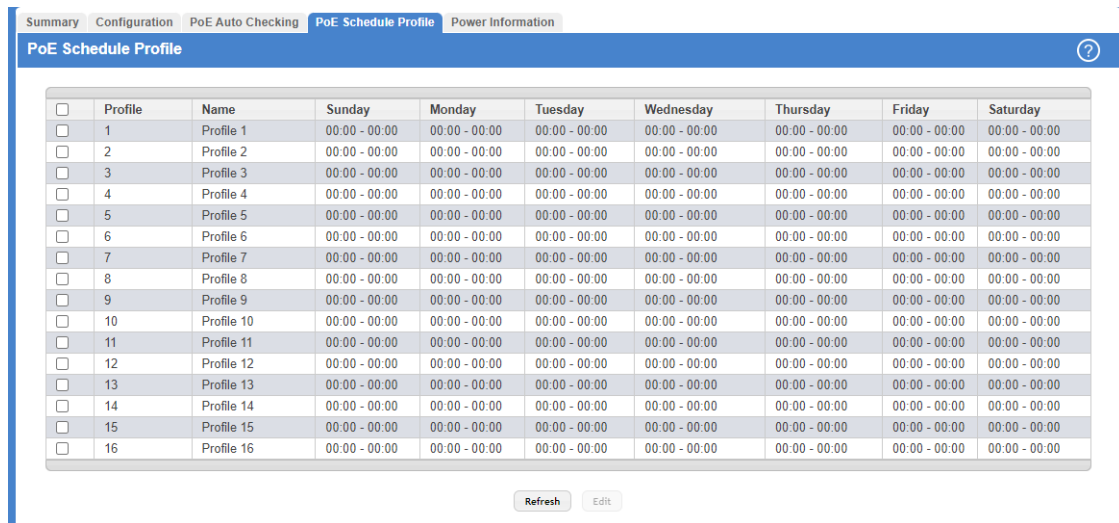 Summary Configuration PoE Auto Checking PoE Schedule Profile Power Information
PoE Schedule Profile ?
Profile Name Sunday Monday Tuesday Wednesday Thursday Friday Saturday
1 Profile 1 00:00 - 00:00 00:00 - 00:00 00:00 - 00:00 00:00 - 00:00 00:00 - 00:00 00:00 - 00:00 00:00 - 00:00
2 Profile 2 00:00 - 00:00 00:00 - 00:00 00:00 - 00:00 00:00 - 00:00 00:00 - 00:00 00:00 - 00:00 00:00 - 00:00
3 Profile 3 00:00 - 00:00 00:00 - 00:00 00:00 - 00:00 00:00 - 00:00 00:00 - 00:00 00:00 - 00:00 00:00 - 00:00
4 Profile 4 00:00 - 00:00 00:00 - 00:00 00:00 - 00:00 00:00 - 00:00 00:00 - 00:00 00:00 - 00:00 00:00 - 00:00
5 Profile 5 00:00 - 00:00 00:00 - 00:00 00:00 - 00:00 00:00 - 00:00 00:00 - 00:00 00:00 - 00:00 00:00 - 00:00
6 Profile 6 00:00 - 00:00 00:00 - 00:00 00:00 - 00:00 00:00 - 00:00 00:00 - 00:00 00:00 - 00:00 00:00 - 00:00
7 Profile 7 00:00 - 00:00 00:00 - 00:00 00:00 - 00:00 00:00 - 00:00 00:00 - 00:00 00:00 - 00:00 00:00 - 00:00
8 Profile 8 00:00 - 00:00 00:00 - 00:00 00:00 - 00:00 00:00 - 00:00 00:00 - 00:00 00:00 - 00:00 00:00 - 00:00
9 Profile 9 00:00 - 00:00 00:00 - 00:00 00:00 - 00:00 00:00 - 00:00 00:00 - 00:00 00:00 - 00:00 00:00 - 00:00
10 Profile 10 00:00 - 00:00 00:00 - 00:00 00:00 - 00:00 00:00 - 00:00 00:00 - 00:00 00:00 - 00:00 00:00 - 00:00
11 Profile 11 00:00 - 00:00 00:00 - 00:00 00:00 - 00:00 00:00 - 00:00 00:00 - 00:00 00:00 - 00:00 00:00 - 00:00
12 Profile 12 00:00 - 00:00 00:00 - 00:00 00:00 - 00:00 00:00 - 00:00 00:00 - 00:00 00:00 - 00:00 00:00 - 00:00
13 Profile 13 00:00 - 00:00 00:00 - 00:00 00:00 - 00:00 00:00 - 00:00 00:00 - 00:00 00:00 - 00:00 00:00 - 00:00
14 Profile 14 00:00 - 00:00 00:00 - 00:00 00:00 - 00:00 00:00 - 00:00 00:00 - 00:00 00:00 - 00:00 00:00 - 00:00
15 Profile 15 00:00 - 00:00 00:00 - 00:00 00:00 - 00:00 00:00 - 00:00 00:00 - 00:00 00:00 - 00:00 00:00 - 00:00
16 Profile 16 00:00 - 00:00 00:00 - 00:00 00:00 - 00:00 00:00 - 00:00 00:00 - 00:00 00:00 - 00:00 00:00 - 00:00
Refresh Edit